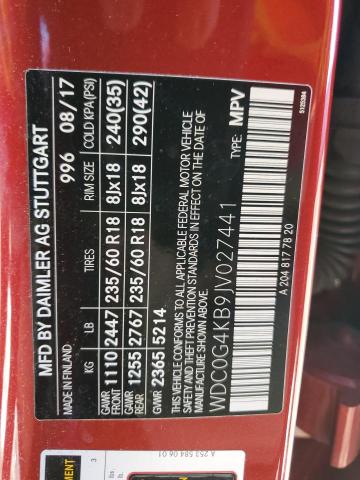 MFD BY DAIMLER AG STUTTGART
MADE IN FINLAND 996 08/17
KG LB TIRES RIM SIZE COLD KPA(PSI)
GAWR FRONT 1110 2447 235/60 R18 8Jx18 240(35)
GAWR REAR 1255 2767 235/60 R18 8Jx18 290(42)
GVWR 2365 5214
THIS VEHICLE CONFORMS TO ALL APPLICABLE FEDERAL MOTOR VEHICLE
SAFETY AND THEFT PREVENTION STANDARDS IN EFFECT ON THE DATE OF
MANUFACTURE SHOWN ABOVE.
WDC0G4KB9JV027441 TYPE: MPV
A 204 817 78 20
A 253 584 06 01
3
lbs.